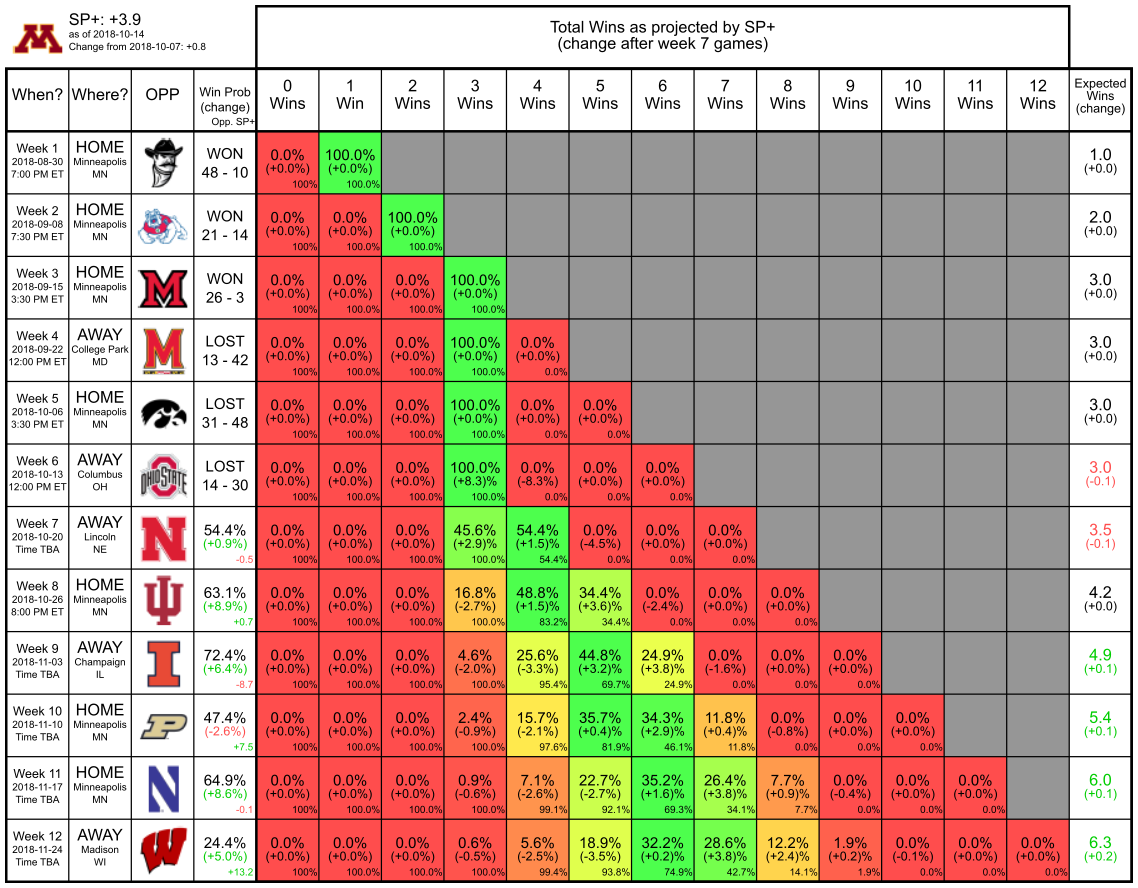 SP+: +3.9
as of 2018-10-14
Change from 2018-10-07: +0.8
Total Wins as projected by SP+
(change after week 7 games)
When? Where? OPP Win Prob (change) Opp. SP+ 0 Wins 1 Win 2 Wins 3 Wins 4 Wins 5 Wins 6 Wins 7 Wins 8 Wins 9 Wins 10 Wins 11 Wins 12 Wins Expected Wins (change)
Week 1 HOME WON 0.0% 100.0% 1.0
2018-08-30 Minneapolis 48 - 10 (+0.0%) (+0.0%) (+0.0)
7:00 PM ET MN 100% 100.0%
Week 2 HOME WON 0.0% 0.0% 100.0% 2.0
2018-09-08 Minneapolis 21 - 14 (+0.0%) (+0.0%) (+0.0%) (+0.0)
7:30 PM ET MN 100% 100.0% 100.0%
Week 3 HOME WON 0.0% 0.0% 0.0% 100.0% 3.0
2018-09-15 Minneapolis 26 - 3 (+0.0%) (+0.0%) (+0.0%) (+0.0%) (+0.0)
3:30 PM ET MN 100% 100.0% 100.0% 100.0%
Week 4 AWAY LOST 0.0% 0.0% 0.0% 100.0% 0.0% 3.0
2018-09-22 College Park 13 - 42 (+0.0%) (+0.0%) (+0.0%) (+0.0%) (+0.0%) (+0.0)
12:00 PM ET MD 100% 100.0% 100.0% 100.0% 0.0%
Week 5 HOME LOST 0.0% 0.0% 0.0% 100.0% 0.0% 0.0% 3.0
2018-10-06 Minneapolis 31 - 48 (+0.0%) (+0.0%) (+0.0%) (+0.0%) (+0.0%) (+0.0%) (+0.0)
3:30 PM ET MN 100% 100.0% 100.0% 100.0% 0.0% 0.0%
Week 6 AWAY OHIO STATE LOST 0.0% 0.0% 0.0% 100.0% 0.0% 0.0% 0.0% 3.0
2018-10-13 Columbus 14 - 30 (+0.0%) (+0.0%) (+0.0%) (+8.3%) (-8.3%) (+0.0%) (+0.0%) (-0.1)
12:00 PM ET OH 100% 100.0% 100.0% 100.0% 0.0% 0.0% 0.0%
Week 7 AWAY 54.4% 0.0% 0.0% 0.0% 45.6% 54.4% 0.0% 0.0% 0.0% 3.5
2018-10-20 Lincoln (+0.9%) (+0.0%) (+0.0%) (+0.0%) (+2.9%) (+1.5%) (-4.5%) (+0.0%) (+0.0%) (-0.1)
Time TBA NE -0.5 100% 100.0% 100.0% 100.0% 54.4% 0.0% 0.0% 0.0%
Week 8 HOME 63.1% 0.0% 0.0% 0.0% 16.8% 48.8% 34.4% 0.0% 0.0% 0.0% 4.2
2018-10-26 Minneapolis (+8.9%) (+0.0%) (+0.0%) (+0.0%) (-2.7%) (+1.5%) (+3.6%) (-2.4%) (+0.0%) (+0.0%) (+0.0)
8:00 PM ET MN +0.7 100% 100.0% 100.0% 100.0% 83.2% 34.4% 0.0% 0.0% 0.0%
Week 9 AWAY 72.4% 0.0% 0.0% 0.0% 4.6% 25.6% 44.8% 24.9% 0.0% 0.0% 0.0% 4.9
2018-11-03 Champaign (+6.4%) (+0.0%) (+0.0%) (+0.0%) (-2.0%) (-3.3%) (+3.2%) (+3.8%) (-1.6%) (+0.0%) (+0.0%) (+0.1)
Time TBA IL -8.7 100% 100.0% 100.0% 100.0% 95.4% 69.7% 24.9% 0.0% 0.0% 0.0%
Week 10 HOME 47.4% 0.0% 0.0% 0.0% 2.4% 15.7% 35.7% 34.3% 11.8% 0.0% 0.0% 0.0% 5.4
2018-11-10 Minneapolis (-2.6%) (+0.0%) (+0.0%) (+0.0%) (-0.9%) (-2.1%) (+0.4%) (+2.9%) (+0.4%) (-0.8%) (+0.0%) (+0.0%) (+0.1)
Time TBA MN +7.5 100% 100.0% 100.0% 100.0% 97.6% 81.9% 46.1% 11.8% 0.0% 0.0% 0.0%
Week 11 HOME 64.9% 0.0% 0.0% 0.0% 0.9% 7.1% 22.7% 35.2% 26.4% 7.7% 0.0% 0.0% 0.0% 6.0
2018-11-17 Minneapolis (+8.6%) (+0.0%) (+0.0%) (+0.0%) (-0.6%) (-2.6%) (-2.7%) (+1.6%) (+3.8%) (+0.9%) (-0.4%) (+0.0%) (+0.0%) (+0.1)
Time TBA MN -0.1 100% 100.0% 100.0% 100.0% 99.1% 92.1% 69.3% 34.1% 7.7% 0.0% 0.0% 0.0%
Week 12 AWAY 24.4% 0.0% 0.0% 0.0% 0.6% 5.6% 18.9% 32.2% 28.6% 12.2% 1.9% 0.0% 0.0% 0.0% 6.3
2018-11-24 Madison (+5.0%) (+0.0%) (+0.0%) (+0.0%) (-0.5%) (-2.5%) (-3.5%) (+0.2%) (+3.8%) (+2.4%) (+0.2%) (-0.1%) (+0.0%) (+0.0%) (+0.2)
Time TBA WI +13.2 100% 100.0% 100.0% 100.0% 99.4% 93.8% 74.9% 42.7% 14.1% 1.9% 0.0% 0.0% 0.0%